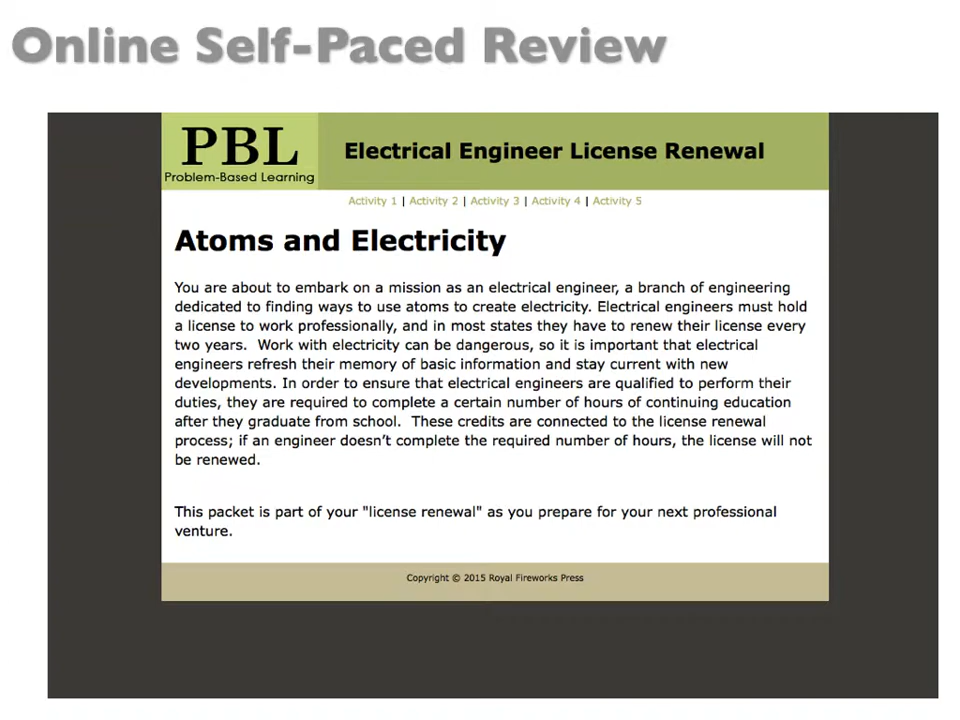 Online Self-Paced Review
PBL
Problem-Based Learning
Electrical Engineer License Renewal
Activity 1 | Activity 2 | Activity 3 | Activity 4 | Activity 5
Atoms and Electricity
You are about to embark on a mission as an electrical engineer, a branch of engineering
dedicated to finding ways to use atoms to create electricity. Electrical engineers must hold
a license to work professionally, and in most states they have to renew their license every
two years.  Work with electricity can be dangerous, so it is important that electrical
engineers refresh their memory of basic information and stay current with new
developments. In order to ensure that electrical engineers are qualified to perform their
duties, they are required to complete a certain number of hours of continuing education
after they graduate from school.  These credits are connected to the license renewal
process; if an engineer doesn’t complete the required number of hours, the license will not
be renewed.
This packet is part of your "license renewal" as you prepare for your next professional
venture.
Copyright © 2015 Royal Fireworks Press